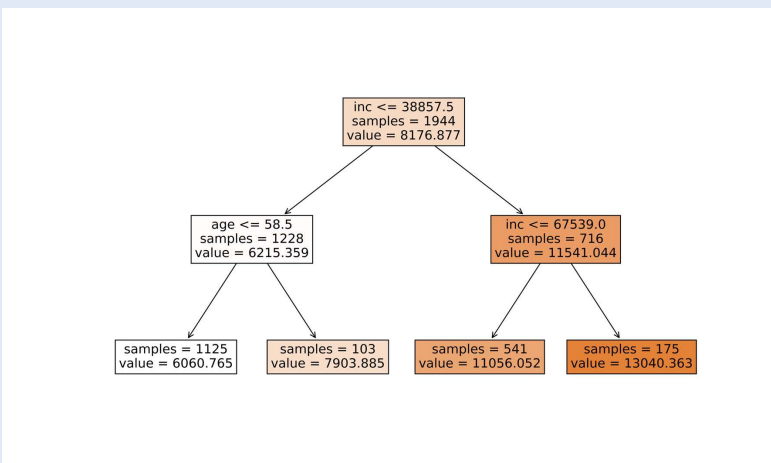 inc <= 38857.5
samples = 1944
value = 8176.877
age <= 58.5
samples = 1228
value = 6215.359
inc <= 67539.0
samples = 716
value = 11541.044
samples = 1125
value = 6060.765
samples = 103
value = 7903.885
samples = 541
value = 11056.052
samples = 175
value = 13040.363